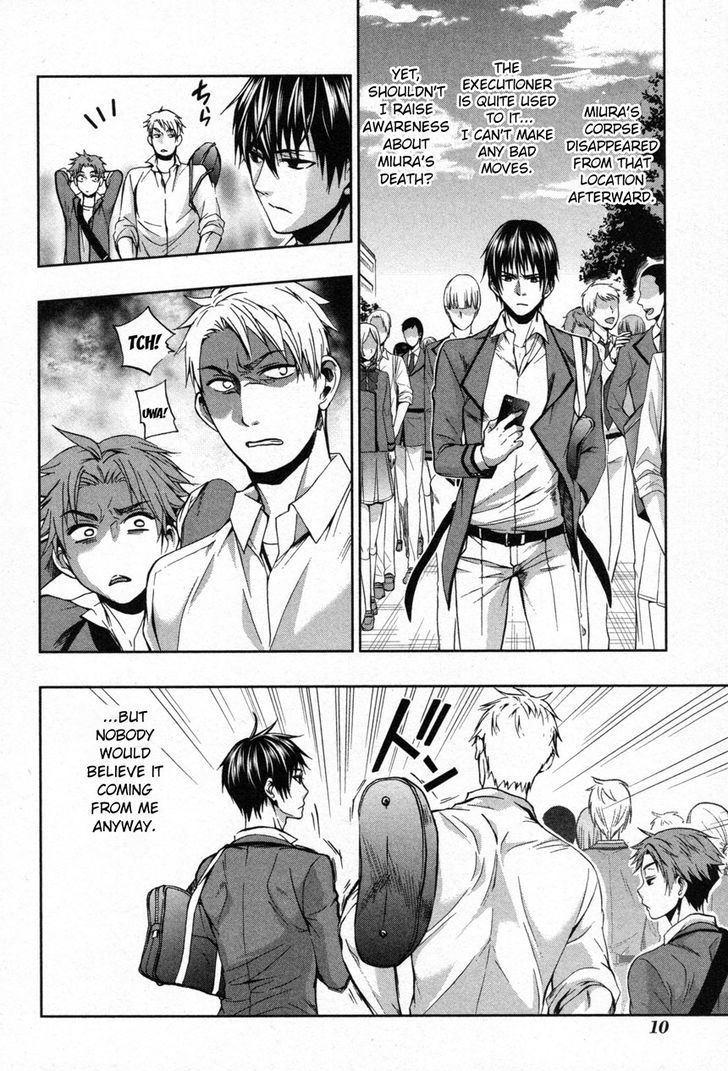 MIURA'S
CORPSE
DISAPPEARED
FROM THAT
LOCATION
AFTERWARD.
THE
EXECUTIONER
IS QUITE USED
TO IT...
I CAN'T MAKE
ANY BAD
MOVES.
YET,
SHOULDN'T
I RAISE
AWARENESS
ABOUT
MIURA'S
DEATH?
ちら
TCH!
UWA!
...BUT
NOBODY
WOULD
BELIEVE IT
COMING
FROM ME
ANYWAY.
ドン
10